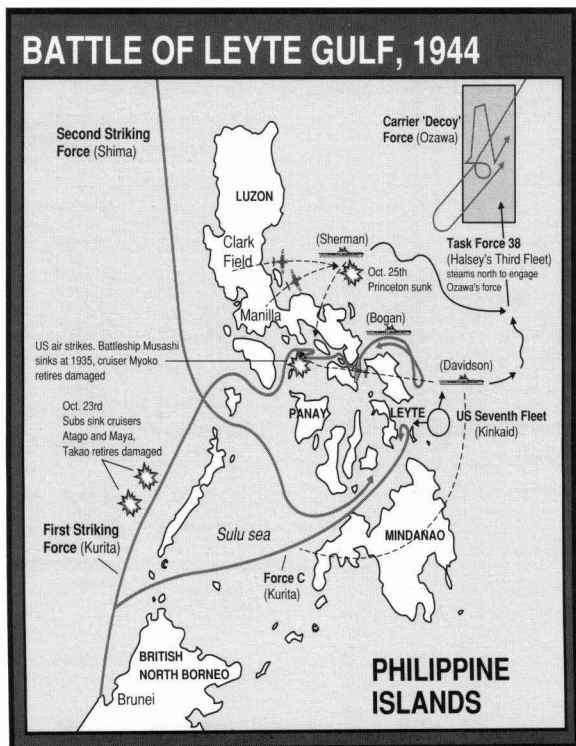 BATTLE OF LEYTE GULF, 1944
Second Striking
Force (Shima)
Carrier 'Decoy'
Force (Ozawa)
LUZON
Clark
Field
(Sherman)
Oct. 25th
Princeton sunk
Task Force 38
(Halsey's Third Fleet)
steams north to engage
Ozawa's force
Manilla
(Bogan)
US air strikes. Battleship Musashi
sinks at 1935, cruiser Myoko
retires damaged
(Davidson)
Oct. 23rd
Subs sink cruisers
Atago and Maya,
Takao retires damaged
PANAY
LEYTE
US Seventh Fleet
(Kinkaid)
First Striking
Force (Kurita)
Sulu sea
MINDANAO
Force C
(Kurita)
BRITISH
NORTH BORNEO
Brunei
PHILIPPINE
ISLANDS